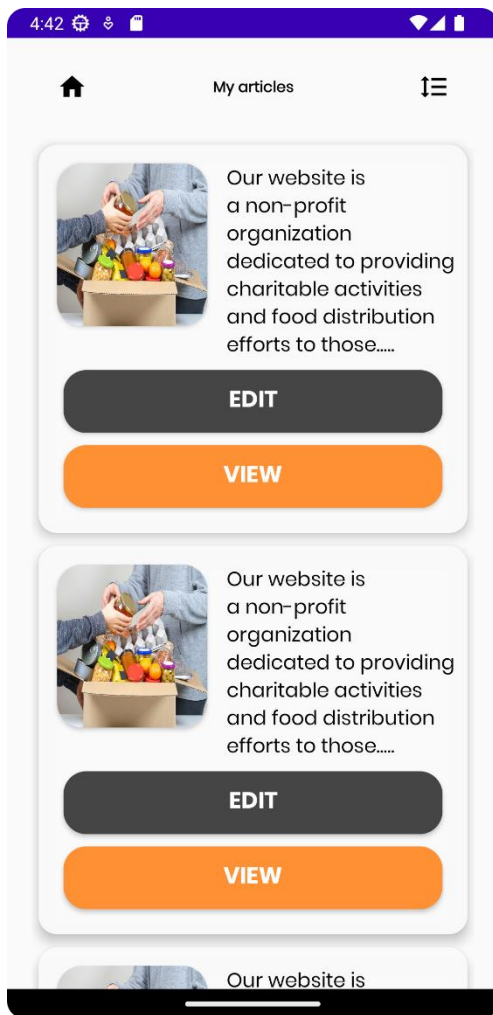 4:42
My articles
Our website is
a non-profit
organization
dedicated to providing
charitable activities
and food distribution
efforts to those.....
EDIT
VIEW
Our website is
a non-profit
organization
dedicated to providing
charitable activities
and food distribution
efforts to those.....
EDIT
VIEW
Our website is